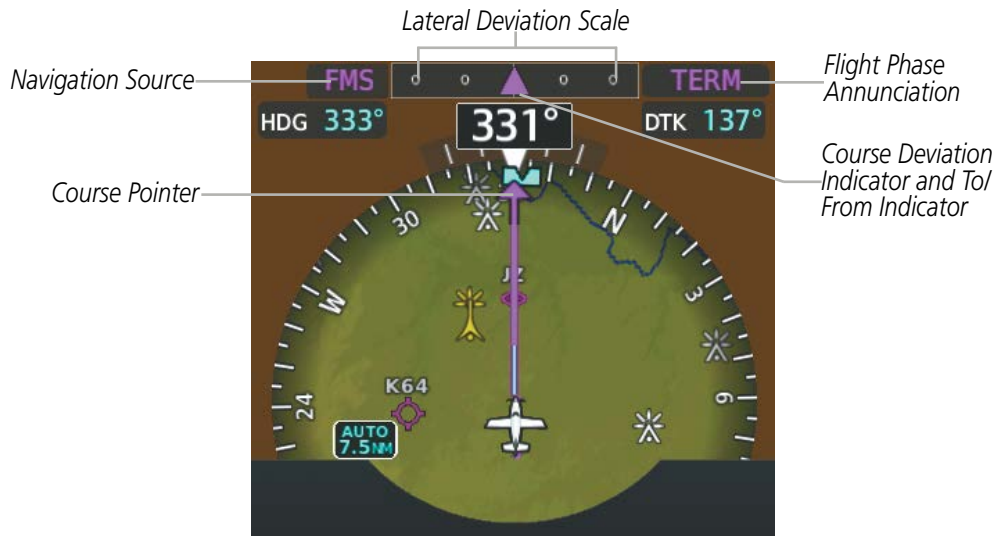 Lateral Deviation Scale
Navigation Source
FMS
TERM
Flight Phase
Annunciation
HDG 333°
331°
DTK 137°
Course Deviation
Indicator and To/
From Indicator
Course Pointer
30
N
JZ
W
3
K64
24
6
AUTO
7.5NM